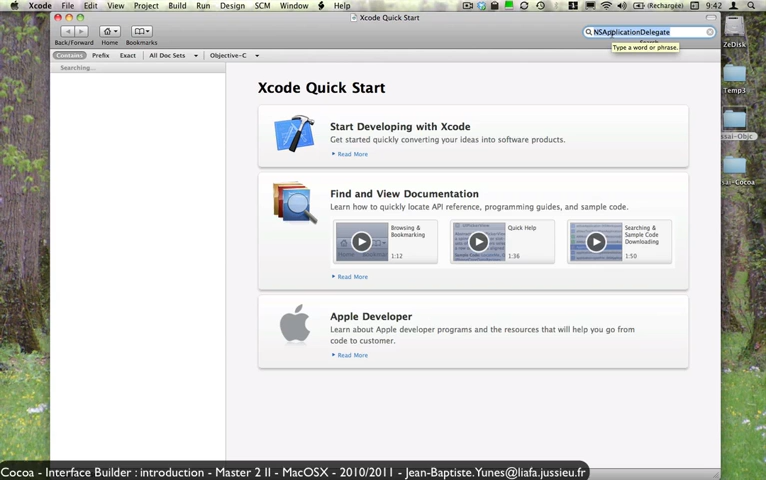 Xcode File Edit View Project Build Run Design SCM Window Help (Rechargée) 9:42
Xcode Quick Start
NSApplicationDelegate
Back/Forward Home Bookmarks
Type a word or phrase.
ZeDisk
Contains Prefix Exact All Doc Sets Objective-C
Searching...
Xcode Quick Start
Temp3
Start Developing with Xcode
Get started quickly converting your ideas into software products.
Read More
ssai-Objc
Find and View Documentation
Learn how to quickly locate API reference, programming guides, and sample code.
ssai-Cocoa
Browsing & Bookmarking
1:12
Quick Help
1:36
Searching & Sample Code Downloading
1:50
Read More
Apple Developer
Learn about Apple developer programs and the resources that will help you go from
code to customer.
Read More
Cocoa - Interface Builder : introduction - Master 2 II - MacOSX - 2010/2011 - Jean-Baptiste.Yunes@liafa.jussieu.fr